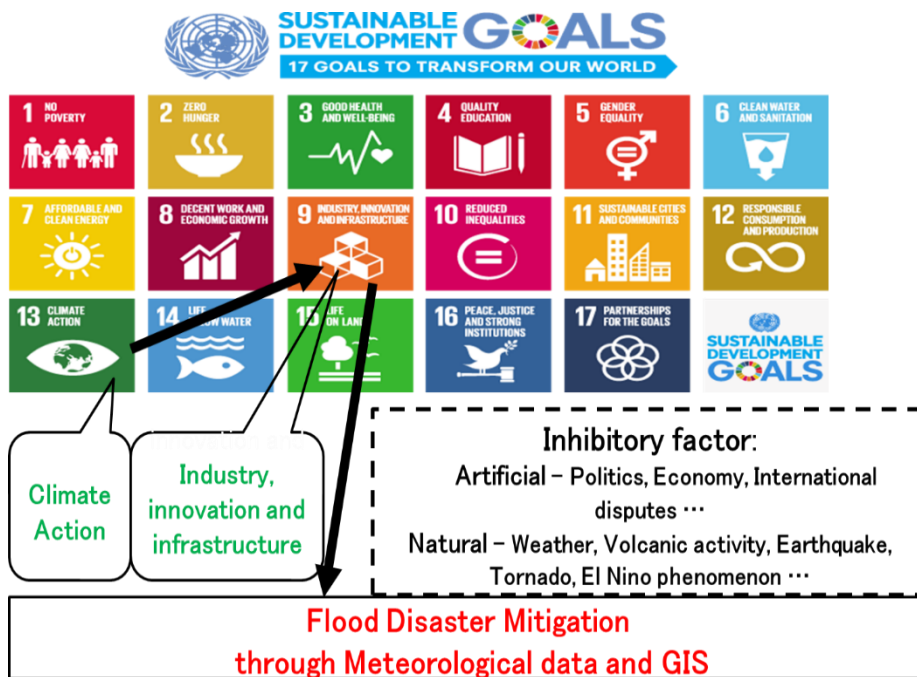 SUSTAINABLE
DEVELOPMENT
GOALS
17 GOALS TO TRANSFORM OUR WORLD
1 NO
POVERTY
2 ZERO
HUNGER
3 GOOD HEALTH
AND WELL-BEING
4 QUALITY
EDUCATION
5 GENDER
EQUALITY
6 CLEAN WATER
AND SANITATION
7 AFFORDABLE AND
CLEAN ENERGY
8 DECENT WORK AND
ECONOMIC GROWTH
9 INDUSTRY, INNOVATION
AND INFRASTRUCTURE
10 REDUCED
INEQUALITIES
11 SUSTAINABLE CITIES
AND COMMUNITIES
12 RESPONSIBLE
CONSUMPTION
AND PRODUCTION
13 CLIMATE
ACTION
14
WATER
15
ON LAND
16 PEACE, JUSTICE
AND STRONG
INSTITUTIONS
17 PARTNERSHIPS
FOR THE GOALS
SUSTAINABLE
DEVELOPMENT
GOALS
Climate
Action
Industry,
innovation and
infrastructure
Inhibitory factor:
Artificial – Politics, Economy, International
disputes ⋯
Natural – Weather, Volcanic activity, Earthquake,
Tornado, El Nino phenomenon ⋯
Flood Disaster Mitigation
through Meteorological data and GIS